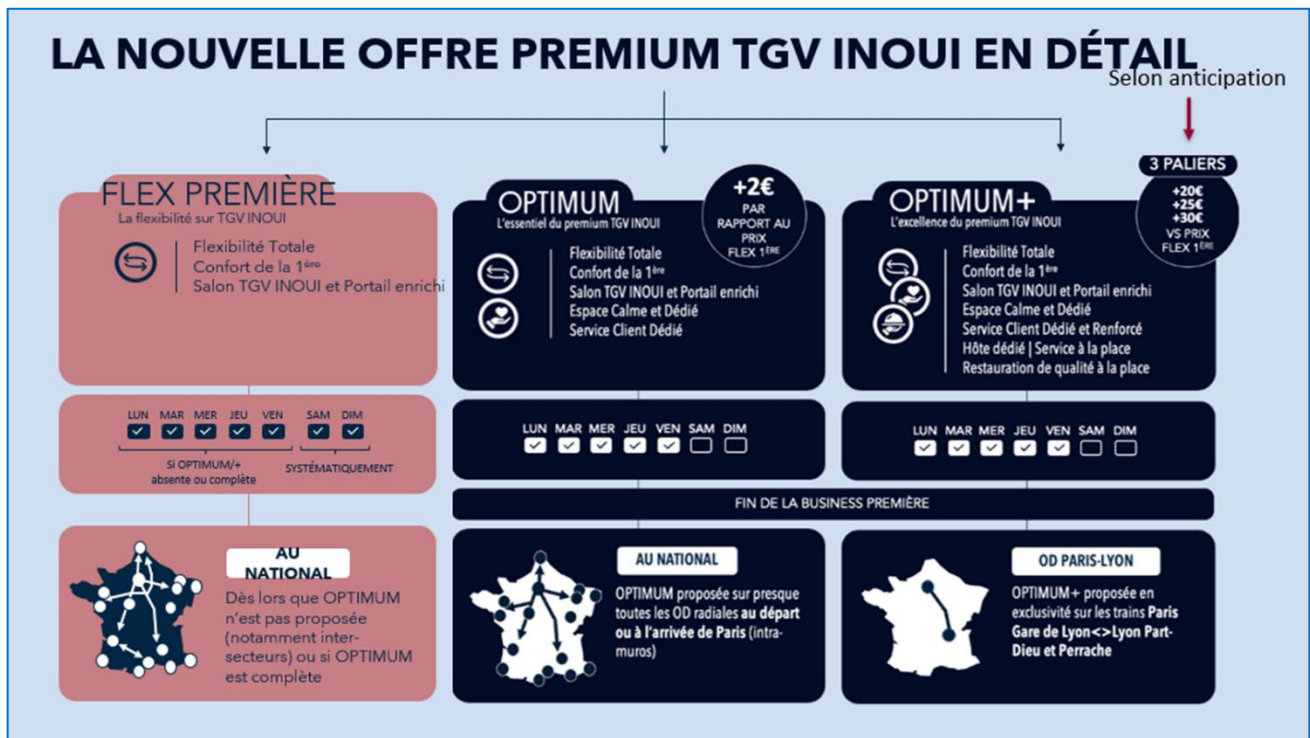 LA NOUVELLE OFFRE PREMIUM TGV INOUI EN DÉTAIL
Selon anticipation
FLEX PREMIÈRE
La flexibilité sur TGV INOUI
Flexibilité Totale
Confort de la 1ère
Salon TGV INOUI et Portail enrichi
LUN MAR MER JEU VEN SAM DIM
Si OPTIMUM/+
absente ou complète
SYSTÉMATIQUEMENT
AU
NATIONAL
Dès lors que OPTIMUM
n'est pas proposée
(notamment inter-
secteurs) ou si OPTIMUM
est complète
OPTIMUM
L'essentiel du premium TGV INOUI
+2€
PAR
RAPPORT AU
PRIX
FLEX 1ÈRE
Flexibilité Totale
Confort de la 1ère
Salon TGV INOUI et Portail enrichi
Espace Calme et Dédié
Service Client Dédié
LUN MAR MER JEU VEN SAM DIM
FIN DE LA BUSINESS PREMIÈRE
AU NATIONAL
OPTIMUM proposée sur presque
toutes les OD radiales au départ
ou à l'arrivée de Paris (intra-
muros)
OPTIMUM+
L'excellence du premium TGV INOUI
3 PALIERS
+20€
+25€
+30€
VS PRIX
FLEX 1ÈRE
Flexibilité Totale
Confort de la 1ère
Salon TGV INOUI et Portail enrichi
Espace Calme et Dédié
Service Client Dédié et Renforcé
Hôte dédié | Service à la place
Restauration de qualité à la place
LUN MAR MER JEU VEN SAM DIM
OD PARIS-LYON
OPTIMUM+ proposée en
exclusivité sur les trains Paris
Gare de Lyon<>Lyon Part-
Dieu et Perrache